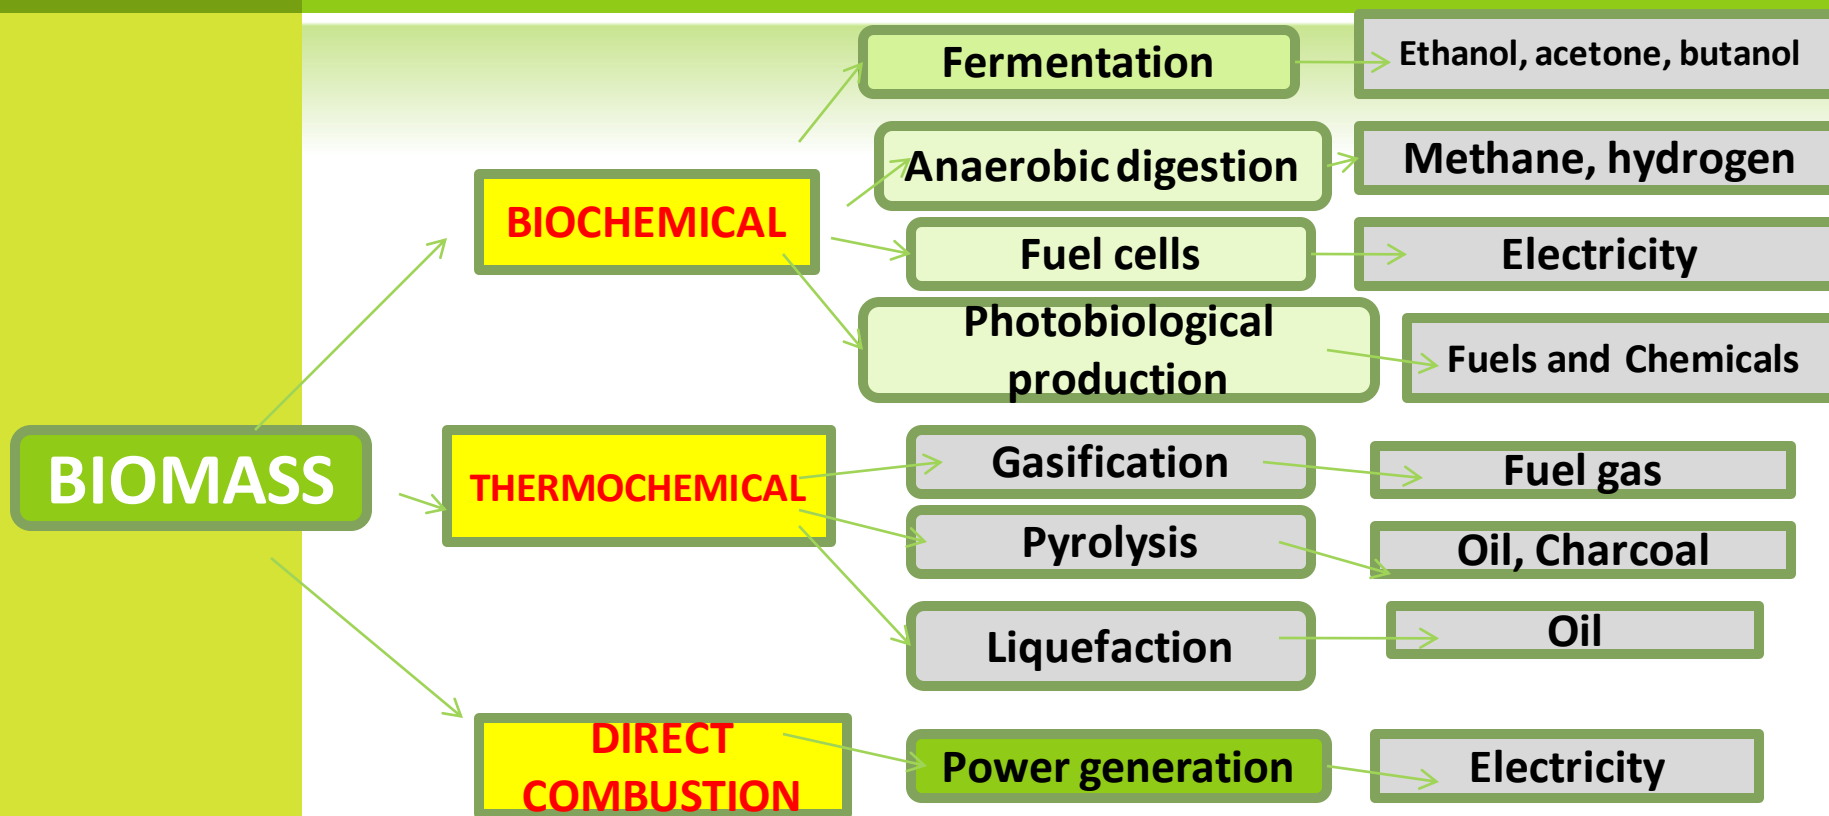 BIOMASS
BIOCHEMICAL
Fermentation
Ethanol, acetone, butanol
Anaerobic digestion
Methane, hydrogen
Fuel cells
Electricity
Photobiological
production
Fuels and Chemicals
THERMOCHEMICAL
Gasification
Fuel gas
Pyrolysis
Oil, Charcoal
Liquefaction
Oil
DIRECT
COMBUSTION
Power generation
Electricity